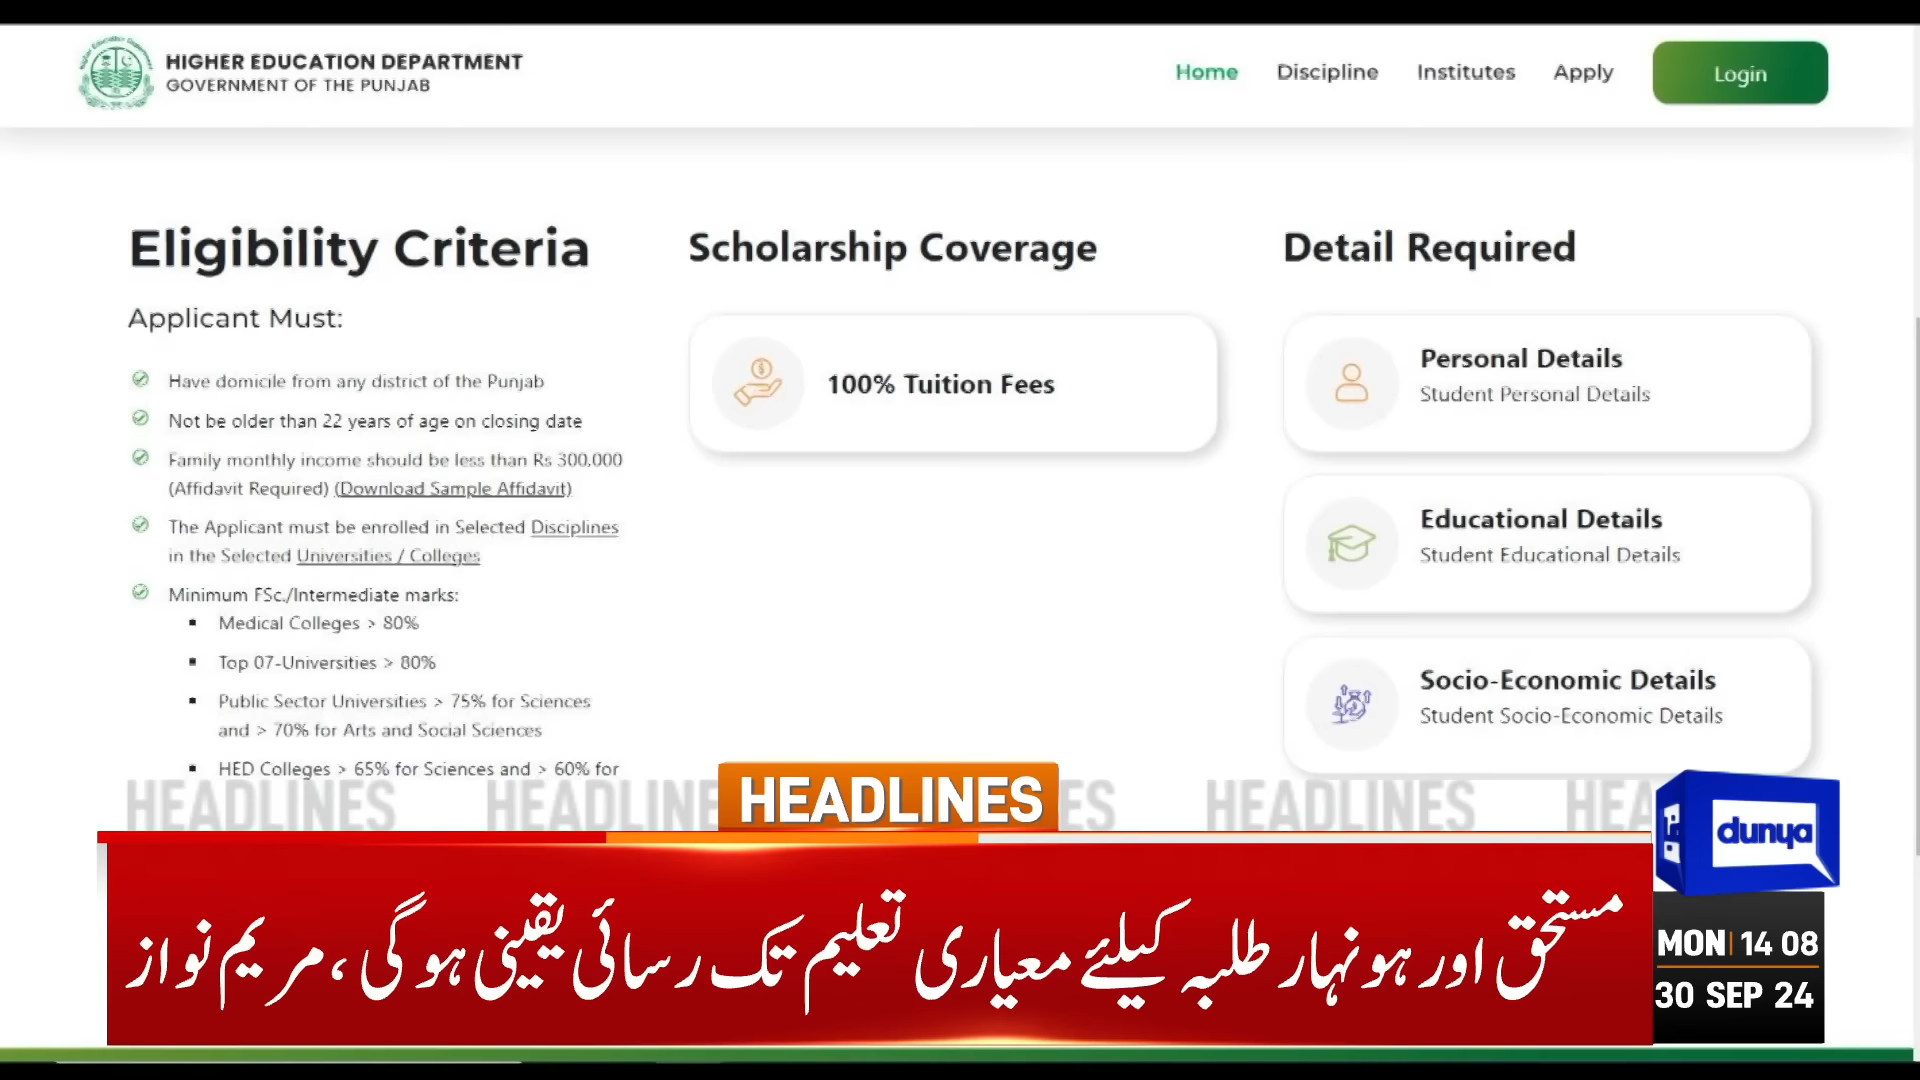 HIGHER EDUCATION DEPARTMENT
GOVERNMENT OF THE PUNJAB
Home Discipline Institutes Apply Login
Eligibility Criteria
Applicant Must:
Have domicile from any district of the Punjab
Not be older than 22 years of age on closing date
Family monthly income should be less than Rs 300,000
(Affidavit Required) (Download Sample Affidavit)
The Applicant must be enrolled in Selected Disciplines
in the Selected Universities / Colleges
Minimum FSc./Intermediate marks:
Medical Colleges > 80%
Top 07-Universities > 80%
Public Sector Universities > 75% for Sciences
and > 70% for Arts and Social Sciences
HED Colleges > 65% for Sciences and > 60% for
Scholarship Coverage
100% Tuition Fees
Detail Required
Personal Details
Student Personal Details
Educational Details
Student Educational Details
Socio-Economic Details
Student Socio-Economic Details
HEADLINES
مستحق اور ہونہار طلبہ کیلئے معیاری تعلیم تک رسائی یقینی ہوگی، مریم نواز
dunya
MON 14 08
30 SEP 24